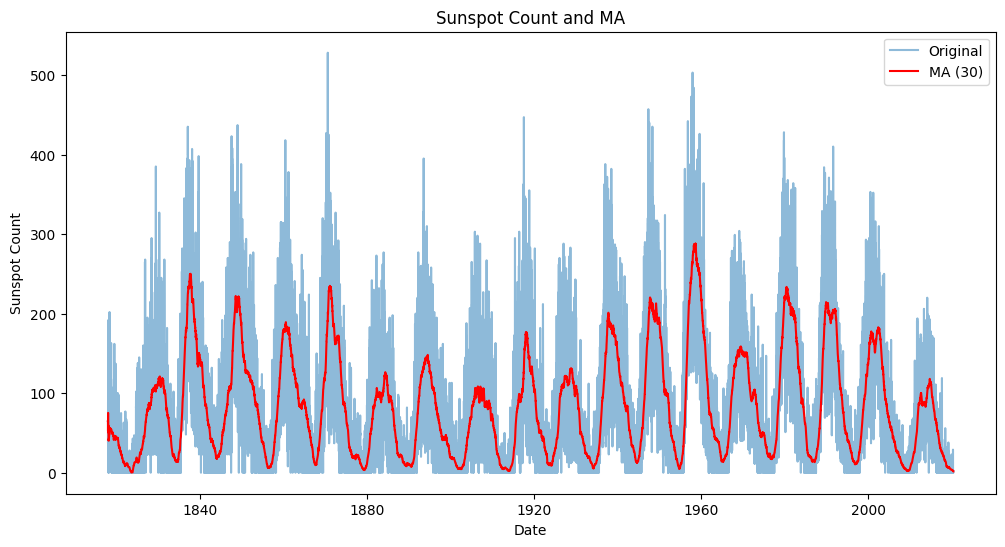 Sunspot Count and MA
Original
MA (30)
Sunspot Count
500
400
300
200
100
0
1840
1880
1920
1960
2000
Date